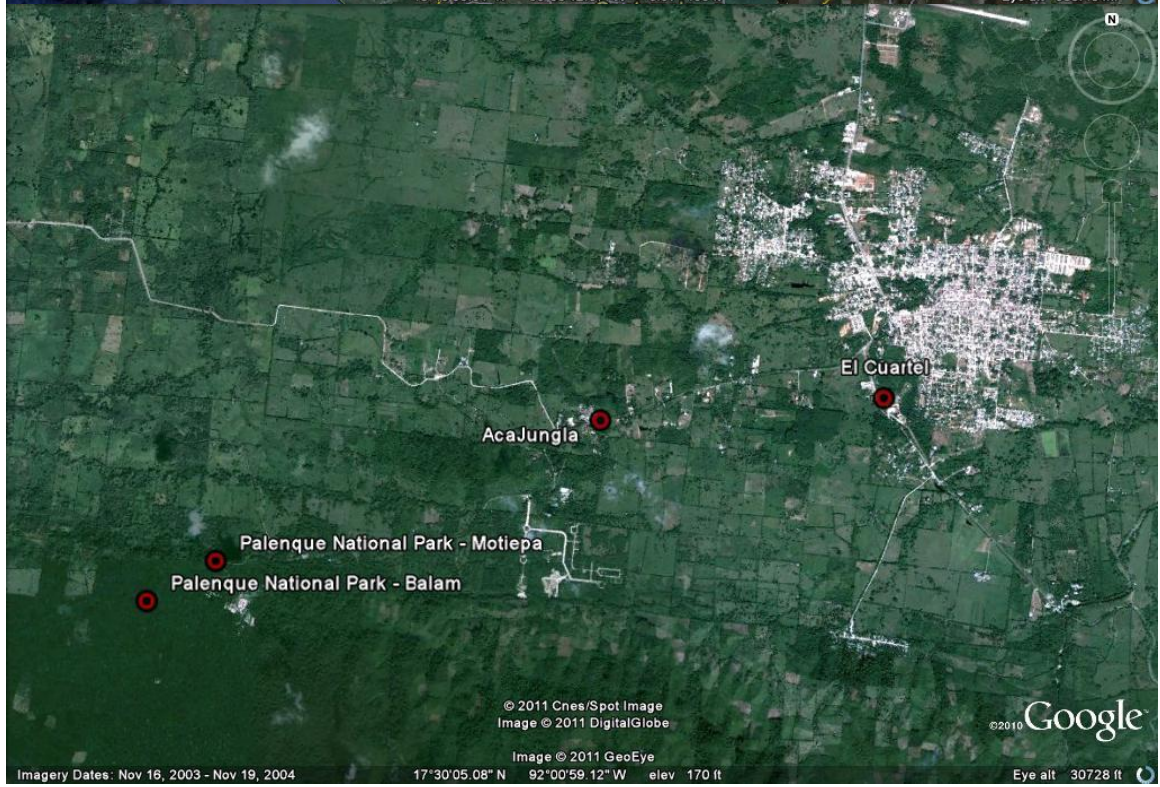 N
El Cuartel
AcaJungla
Palenque National Park - Motiepa
Palenque National Park - Balam
© 2011 Cnes/Spot Image
Image © 2011 DigitalGlobe
©2010 Google
Image © 2011 GeoEye
Imagery Dates: Nov 16, 2003 - Nov 19, 2004 17°30'05.08" N 92°00'59.12" W elev 170 ft Eye alt 30728 ft